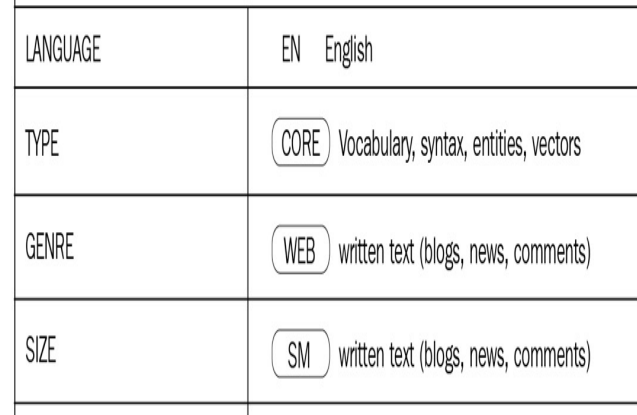 LANGUAGE EN English
TYPE CORE Vocabulary, syntax, entities, vectors
GENRE WEB written text (blogs, news, comments)
SIZE SM written text (blogs, news, comments)